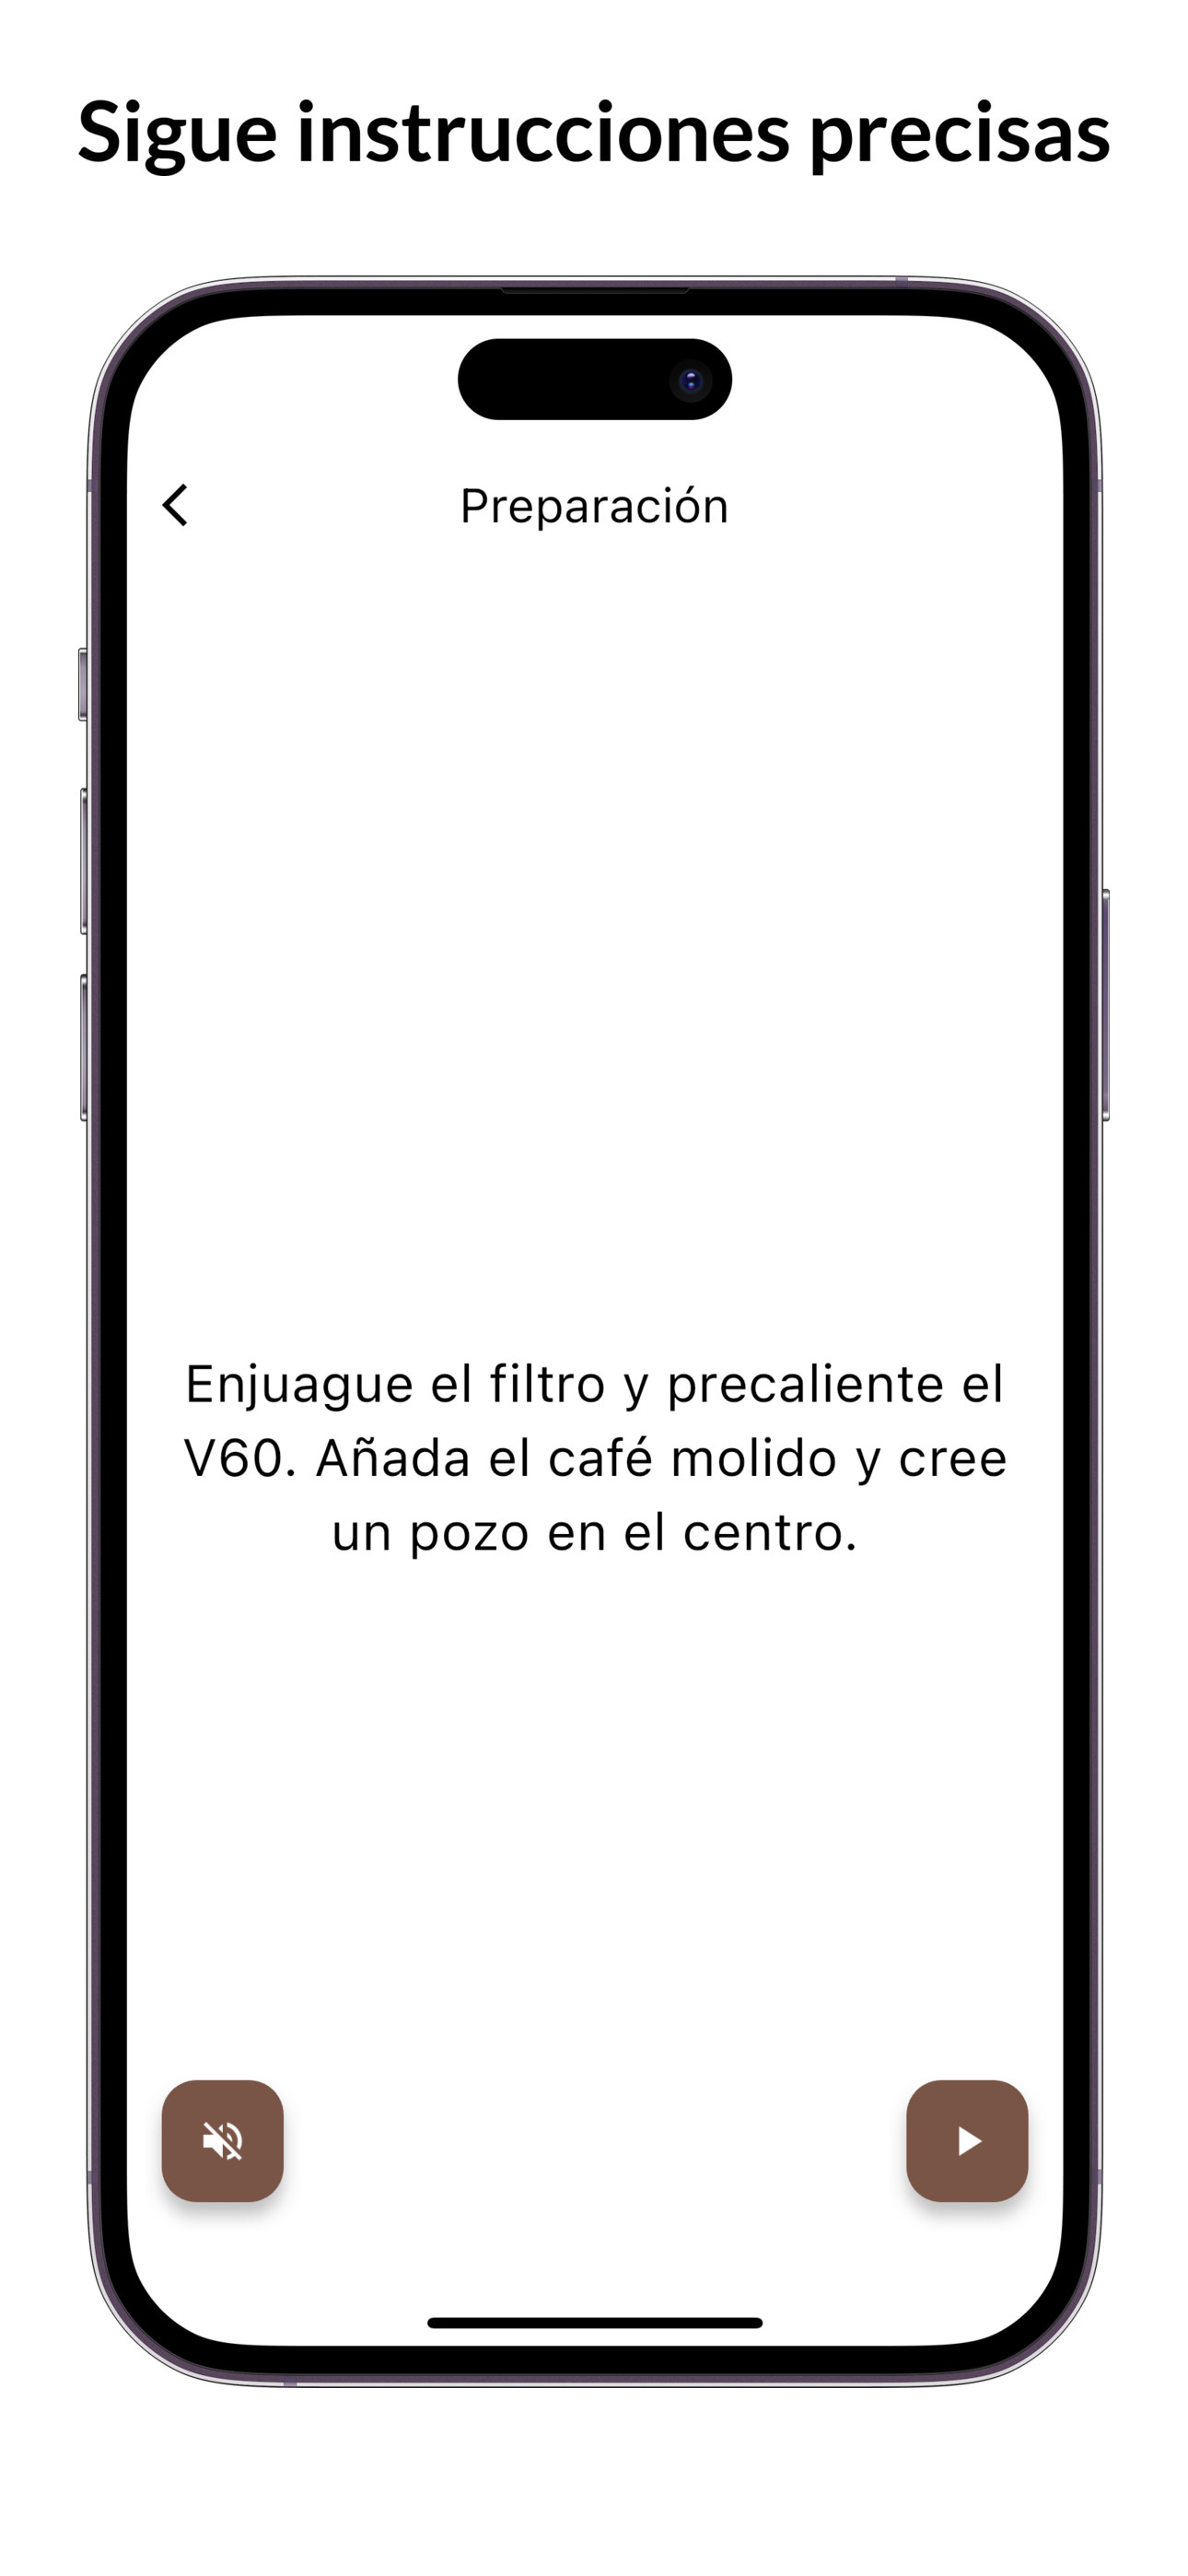 Sigue instrucciones precisas
Preparación
Enjuague el filtro y precaliente el
V60. Añada el café molido y cree
un pozo en el centro.